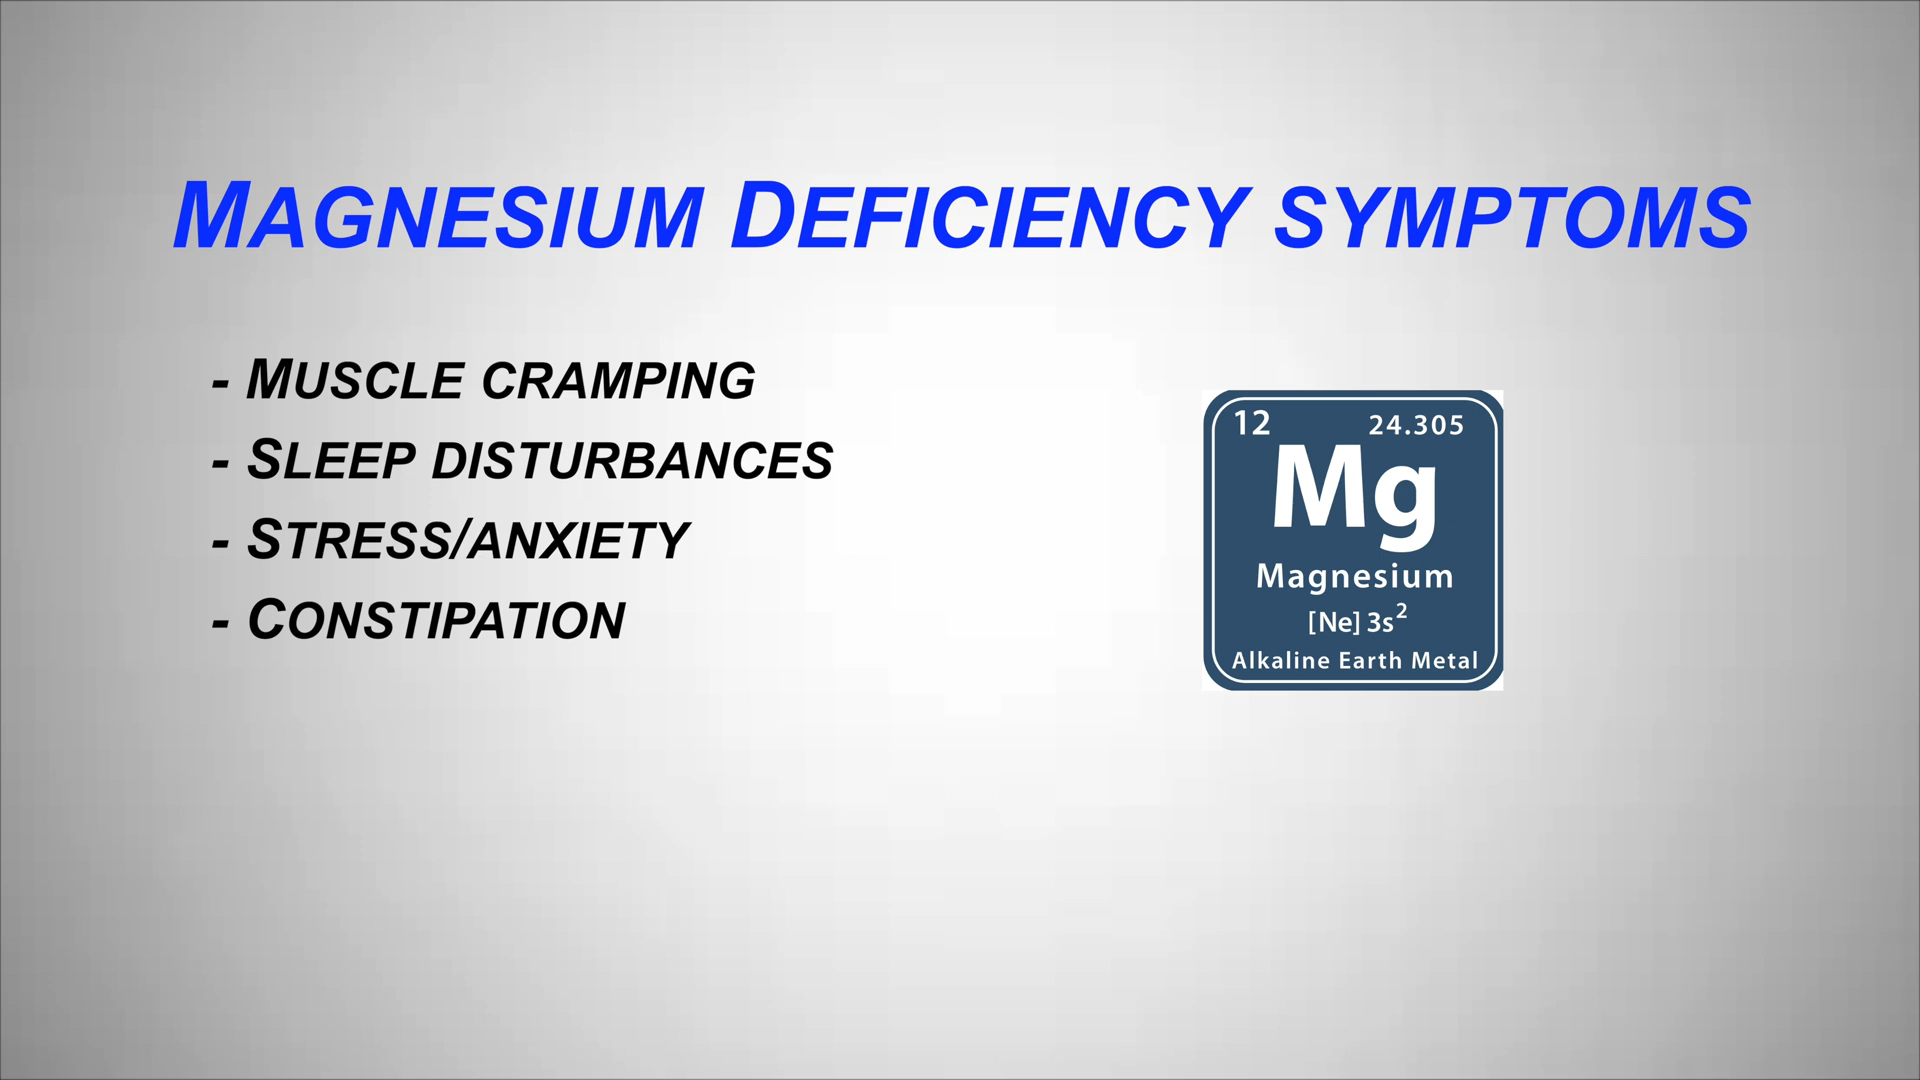 MAGNESIUM DEFICIENCY SYMPTOMS
- MUSCLE CRAMPING
- SLEEP DISTURBANCES
- STRESS/ANXIETY
- CONSTIPATION
12 24.305
Mg
Magnesium
[Ne] 3s²
Alkaline Earth Metal